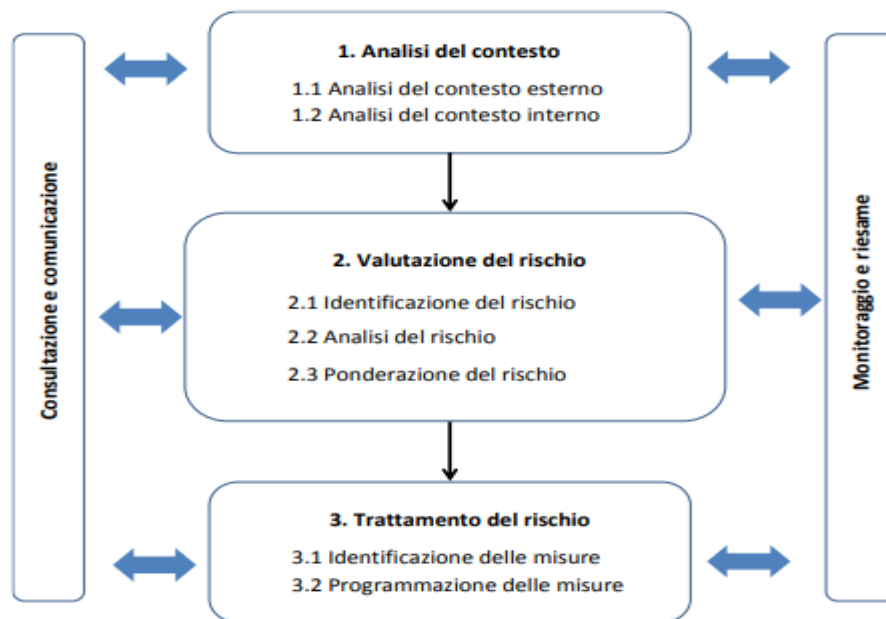 Consultazione e comunicazione
1. Analisi del contesto
1.1 Analisi del contesto esterno
1.2 Analisi del contesto interno
2. Valutazione del rischio
2.1 Identificazione del rischio
2.2 Analisi del rischio
2.3 Ponderazione del rischio
3. Trattamento del rischio
3.1 Identificazione delle misure
3.2 Programmazione delle misure
Monitoraggio e riesame